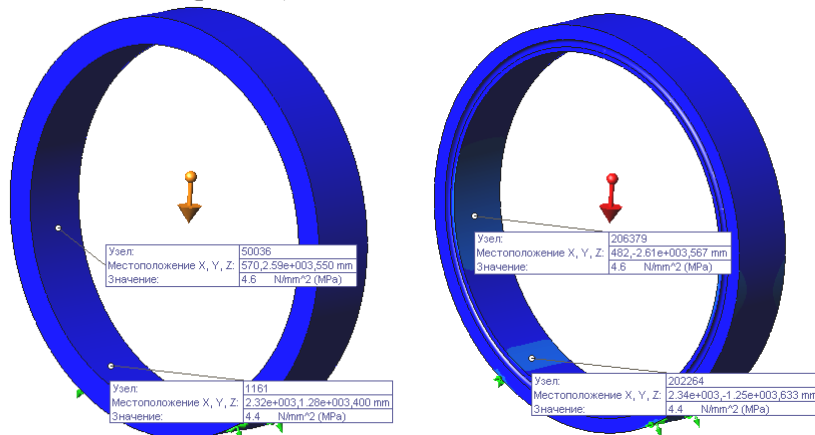 Узел: 50036
Местоположение X, Y, Z: 570,2.59e+003,550 mm
Значение: 4.6 N/mm^2 (MPa)
Узел: 1161
Местоположение X, Y, Z: 2.32e+003,1.28e+003,400 mm
Значение: 4.4 N/mm^2 (MPa)
Узел: 206379
Местоположение X, Y, Z: 482,-2.61e+003,567 mm
Значение: 4.6 N/mm^2 (MPa)
Узел: 202264
Местоположение X, Y, Z: 2.34e+003,-1.25e+003,633 mm
Значение: 4.4 N/mm^2 (MPa)